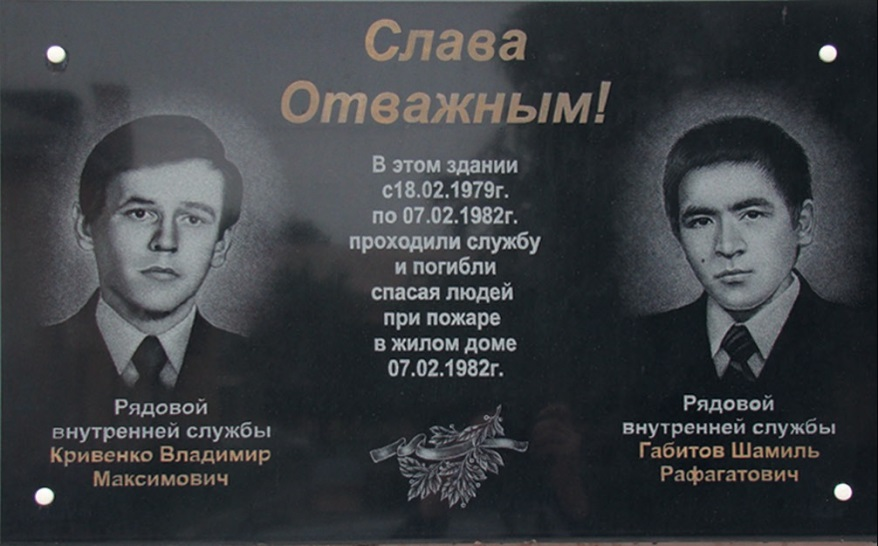 Слава
Отважным!
В этом здании
с18.02.1979г.
по 07.02.1982г.
проходили службу
и погибли
спасая людей
при пожаре
в жилом доме
07.02.1982г.
Рядовой
внутренней службы
Кривенко Владимир
Максимович
Рядовой
внутренней службы
Габитов Шамиль
Рафагатович